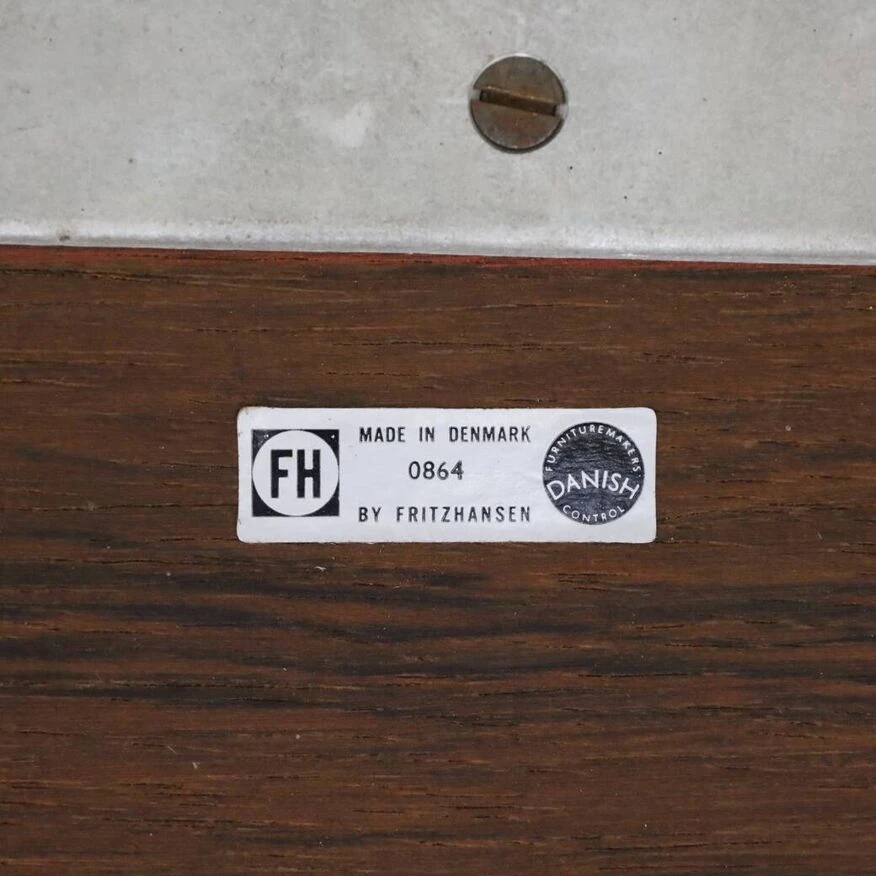 FH
MADE IN DENMARK
0864
BY FRITZHANSEN
FURNITUREMAKERS'
DANISH
CONTROL